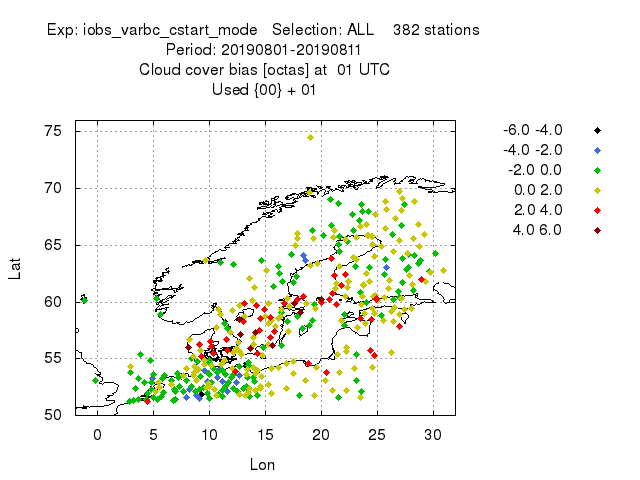 Exp: iobs_varbc_cstart_mode   Selection: ALL    382 stations
Period: 20190801-20190811
Cloud cover bias [octas] at  01 UTC
Used {00} + 01
-6.0 -4.0
-4.0 -2.0
-2.0 0.0
0.0 2.0
2.0 4.0
4.0 6.0
Lat
75
70
65
60
55
50
0 5 10 15 20 25 30
Lon